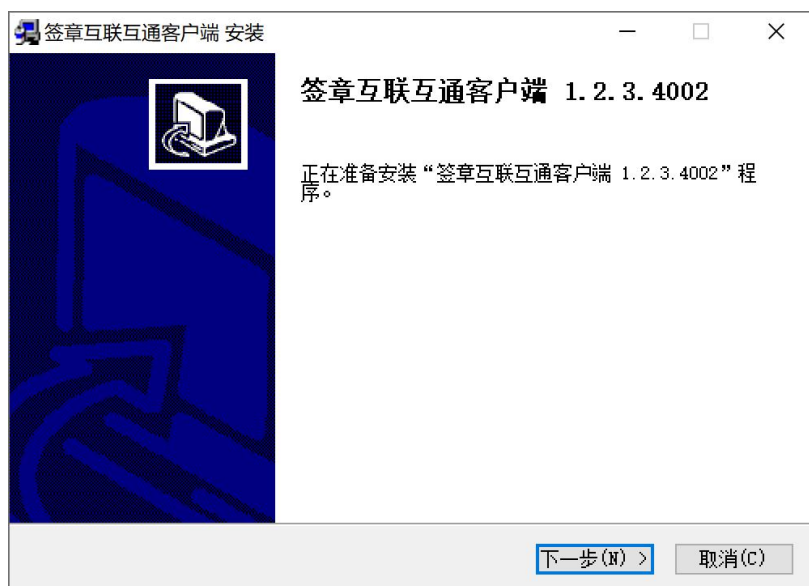 签章互联互通客户端 安装
签章互联互通客户端 1.2.3.4002
正在准备安装“签章互联互通客户端 1.2.3.4002”程
序。
下一步(N) >
取消(C)